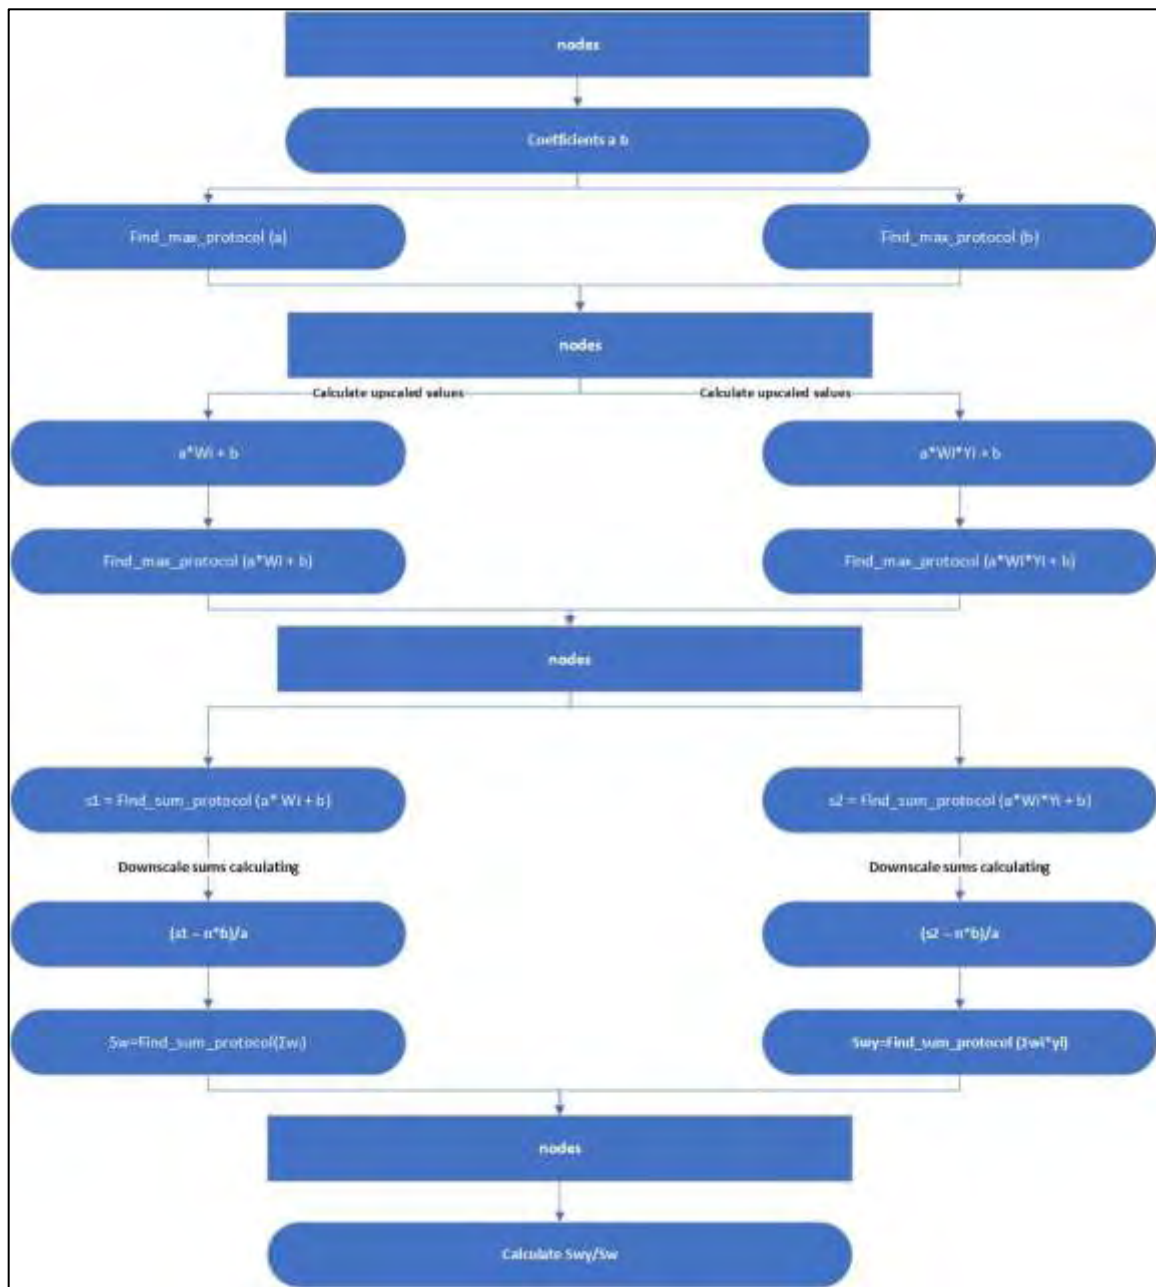 nodes
Coefficients a b
Find_max_protocol (a)
Find_max_protocol (b)
nodes
Calculate upscaled values
Calculate upscaled values
a*Wi + b
a*Wi*Yi + b
Find_max_protocol (a*Wi + b)
Find_max_protocol (a*Wi*Yi + b)
nodes
s1 = Find_sum_protocol (a* Wi + b)
s2 = Find_sum_protocol (a*Wi*Yi + b)
Downscale sums calculating
Downscale sums calculating
(s1 – n*b)/a
(s2 – n*b)/a
Sw=Find_sum_protocol(Σwᵢ)
Swy=Find_sum_protocol (Σwi*yi)
nodes
Calculate Swy/Sw